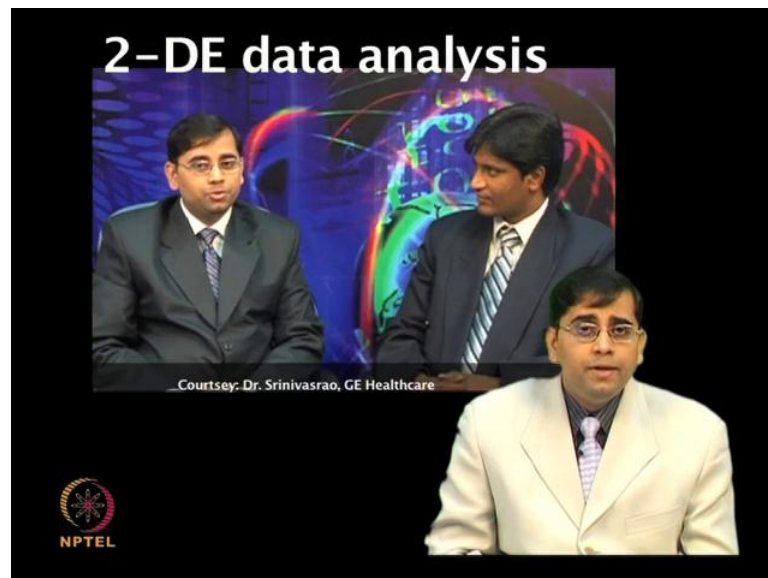 2-DE data analysis
Courtsey: Dr. Srinivasrao, GE Healthcare
NPTEL